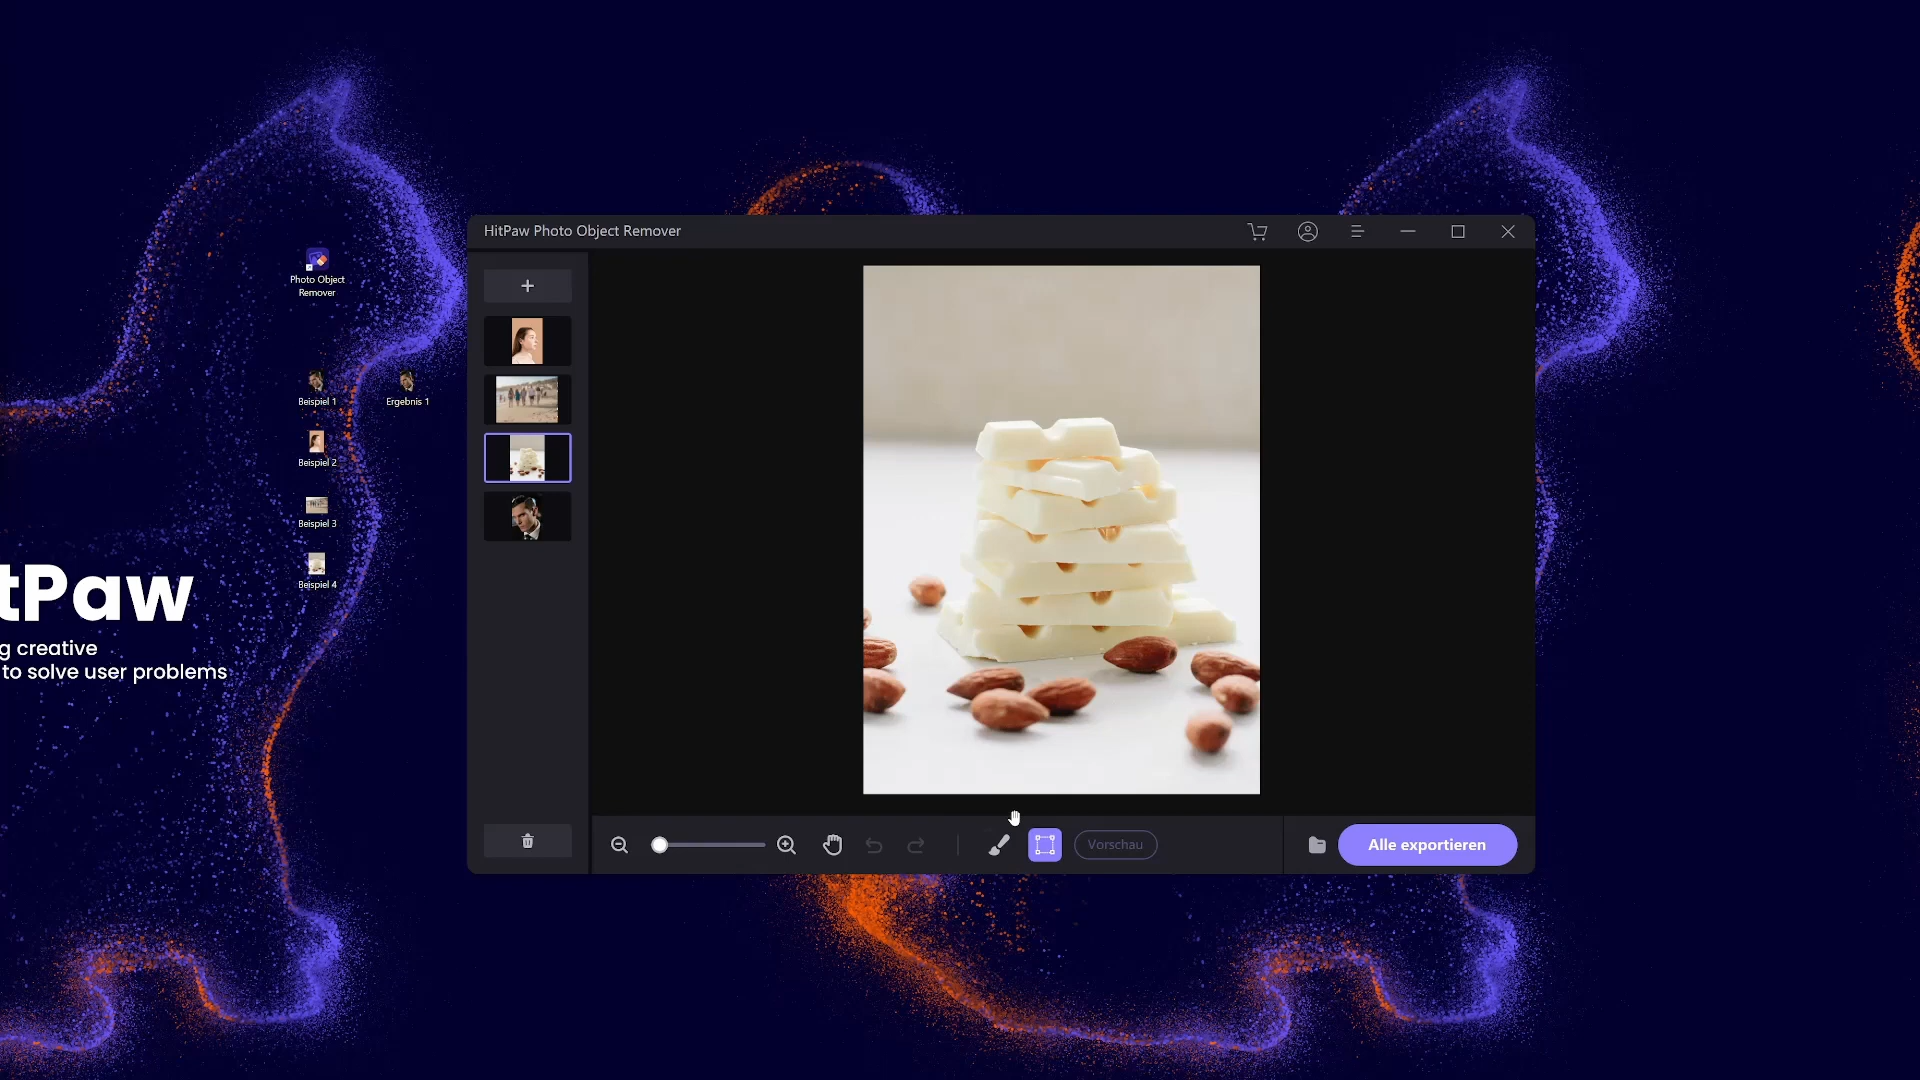 HitPaw Photo Object Remover
Photo Object
Remover
Beispiel 1
Ergebnis 1
Beispiel 2
Beispiel 3
Beispiel 4
tPaw
g creative
to solve user problems
Vorschau
Alle exportieren